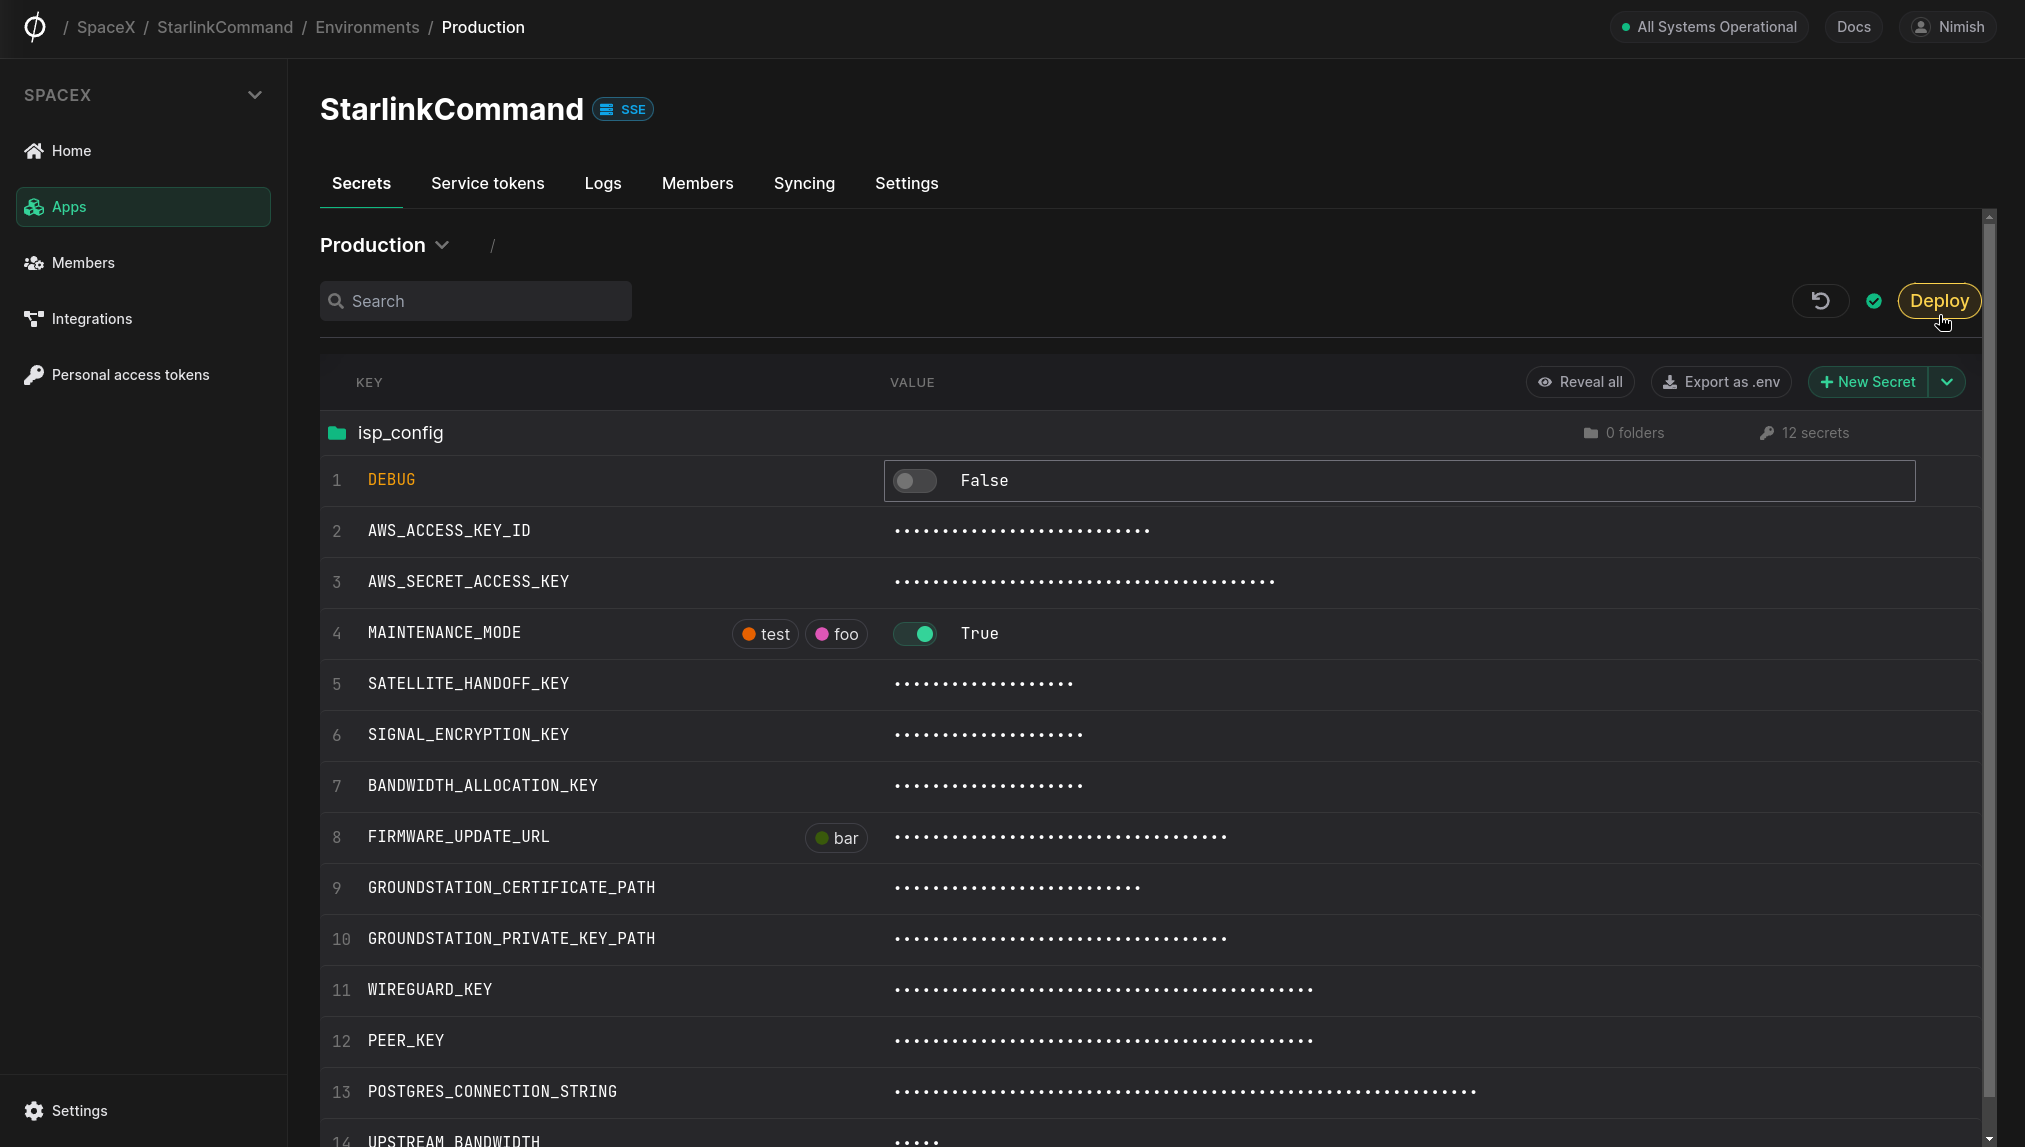 / SpaceX / StarlinkCommand / Environments / Production
All Systems Operational Docs Nimish
SPACEX
Home
Apps
Members
Integrations
Personal access tokens
Settings
StarlinkCommand SSE
Secrets Service tokens Logs Members Syncing Settings
Production /
Search Deploy
KEY VALUE Reveal all Export as .env + New Secret
isp_config 0 folders 12 secrets
1 DEBUG False
2 AWS_ACCESS_KEY_ID
3 AWS_SECRET_ACCESS_KEY
4 MAINTENANCE_MODE test foo True
5 SATELLITE_HANDOFF_KEY
6 SIGNAL_ENCRYPTION_KEY
7 BANDWIDTH_ALLOCATION_KEY
8 FIRMWARE_UPDATE_URL bar
9 GROUNDSTATION_CERTIFICATE_PATH
10 GROUNDSTATION_PRIVATE_KEY_PATH
11 WIREGUARD_KEY
12 PEER_KEY
13 POSTGRES_CONNECTION_STRING
14 UPSTREAM_BANDWIDTH